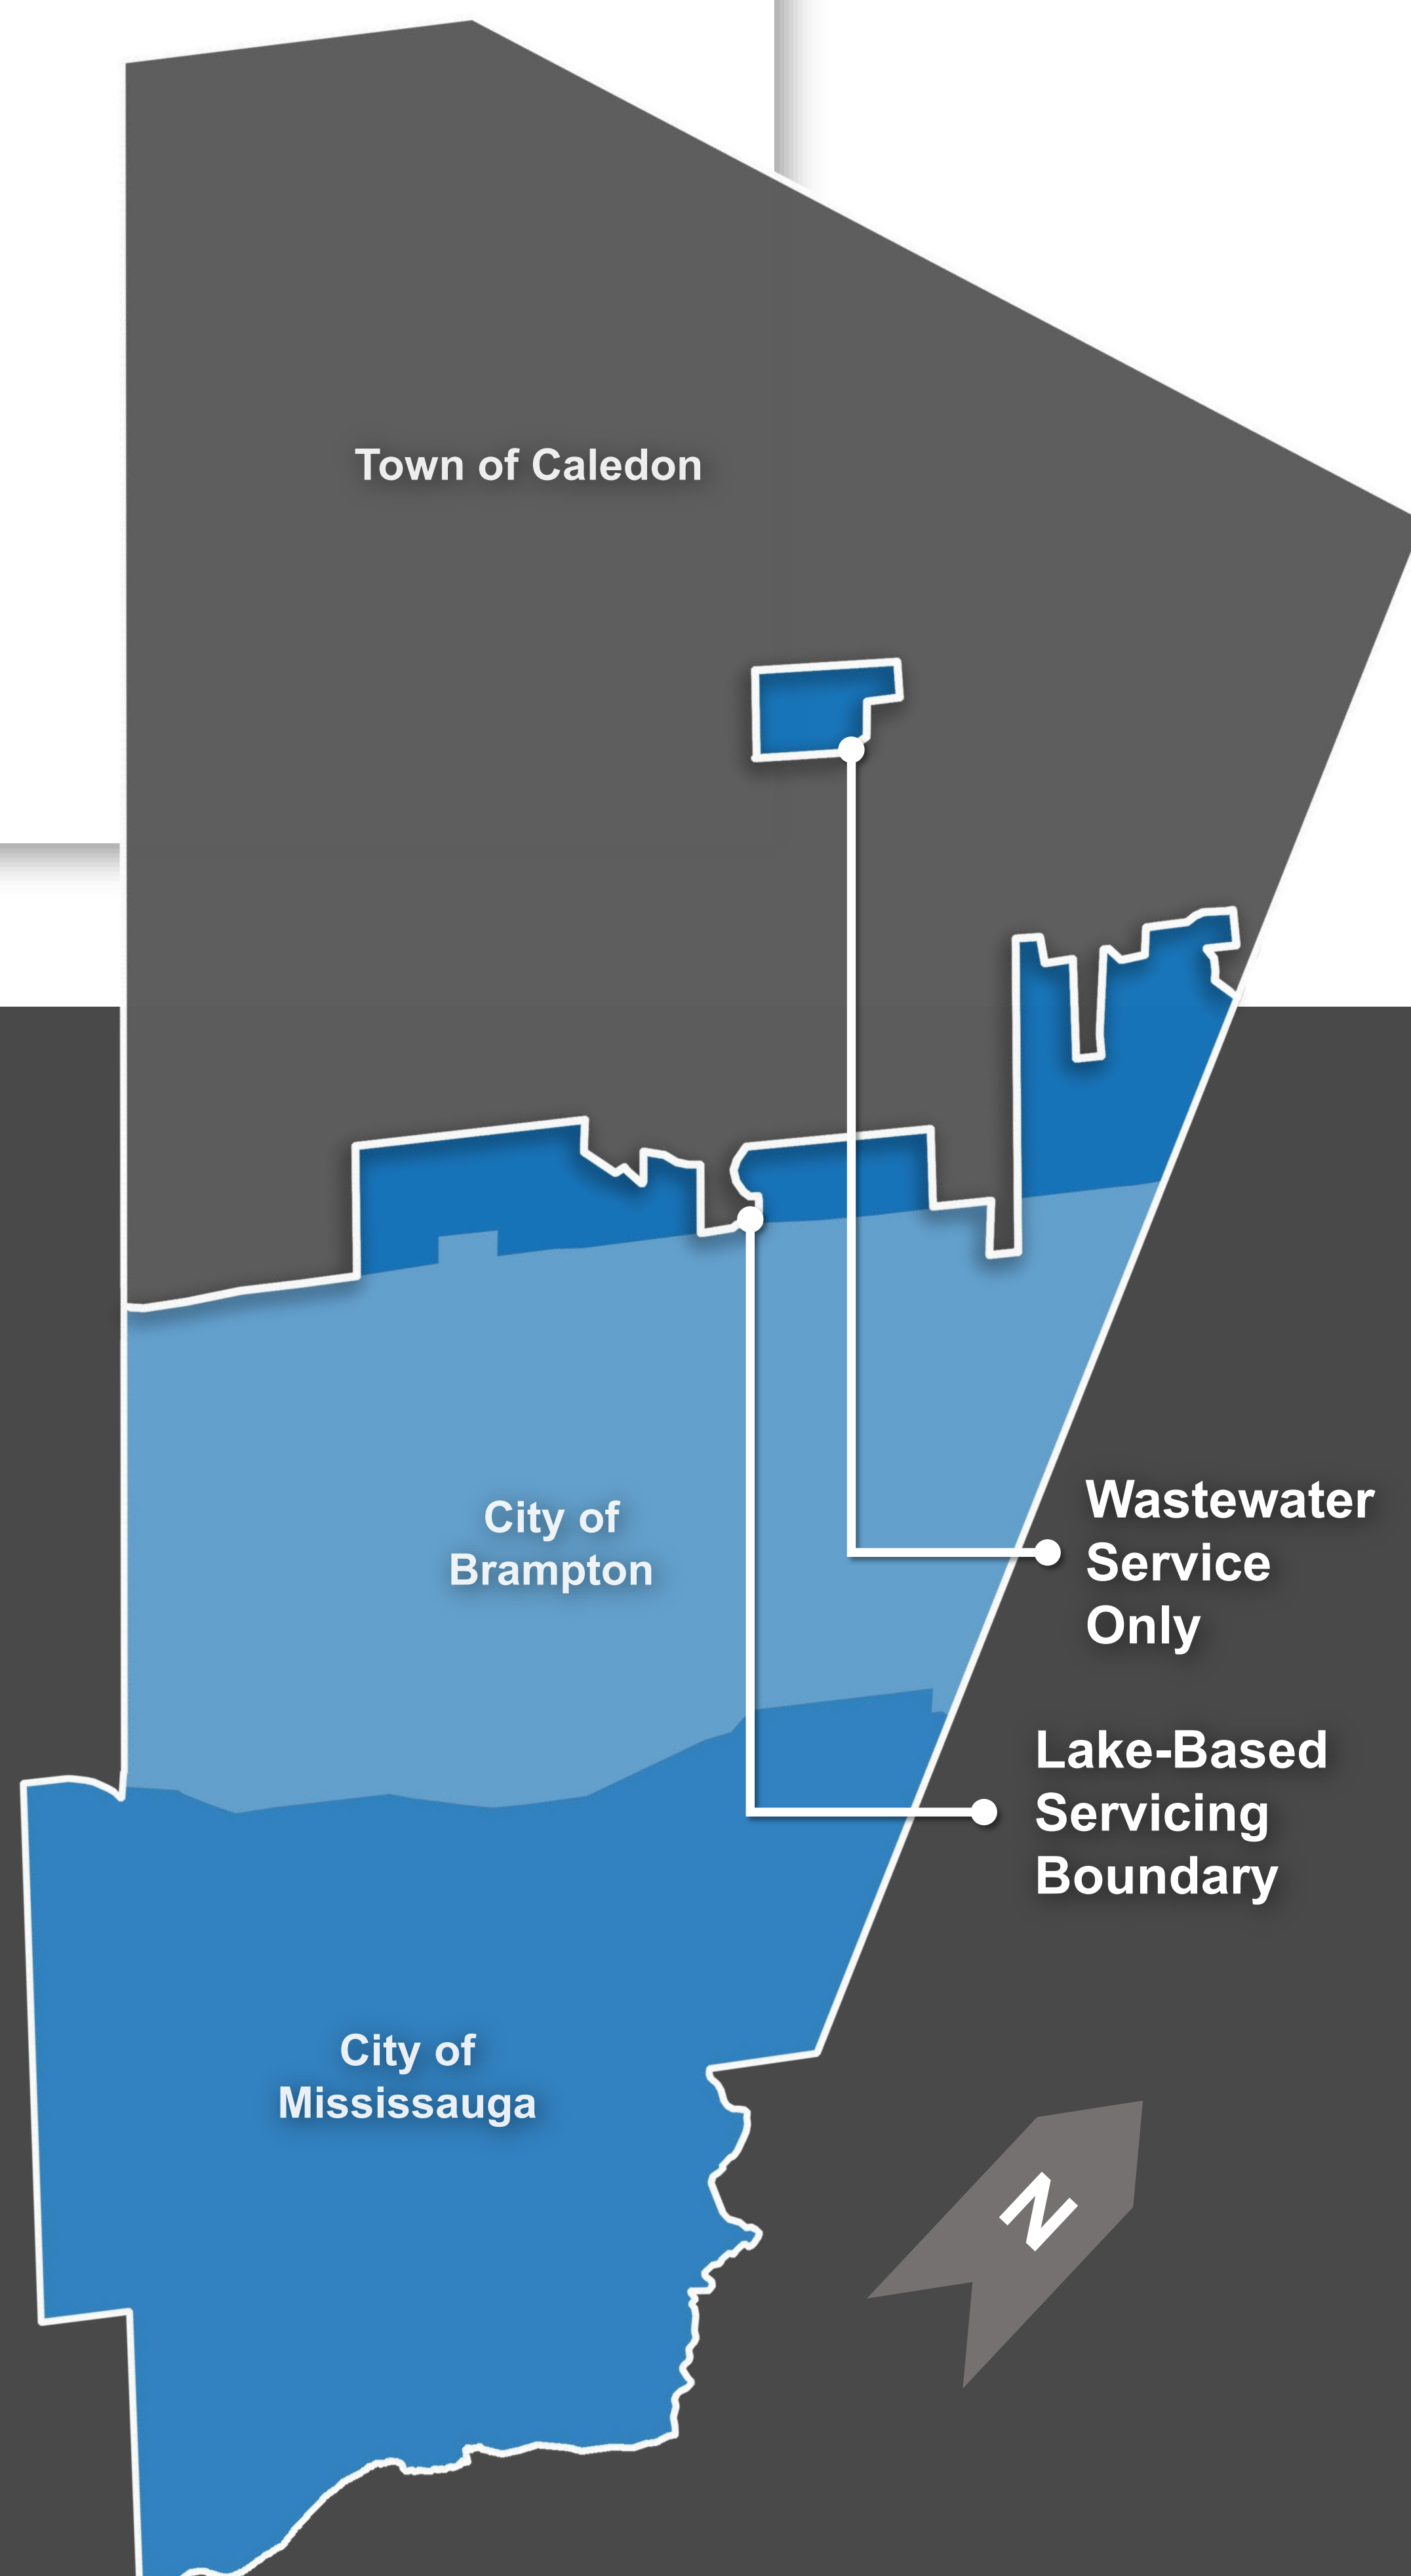 Town of Caledon
City of
Brampton
Wastewater
Service
Only
Lake-Based
Servicing
Boundary
City of
Mississauga
N